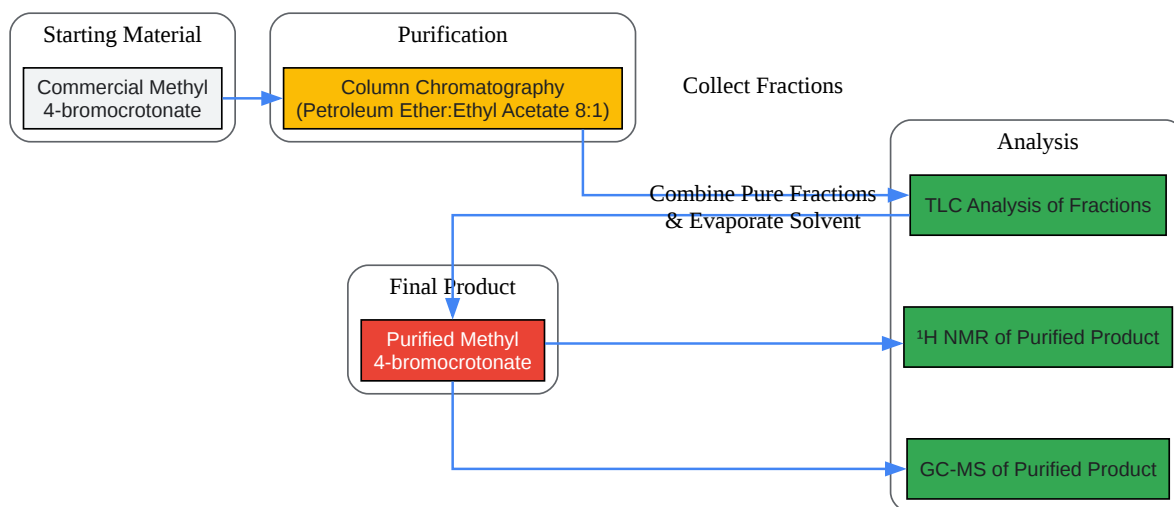 Starting Material
Commercial Methyl
4-bromocrotonate
Purification
Column Chromatography
(Petroleum Ether:Ethyl Acetate 8:1)
Collect Fractions
Analysis
TLC Analysis of Fractions
Combine Pure Fractions
& Evaporate Solvent
Final Product
Purified Methyl
4-bromocrotonate
¹H NMR of Purified Product
GC-MS of Purified Product